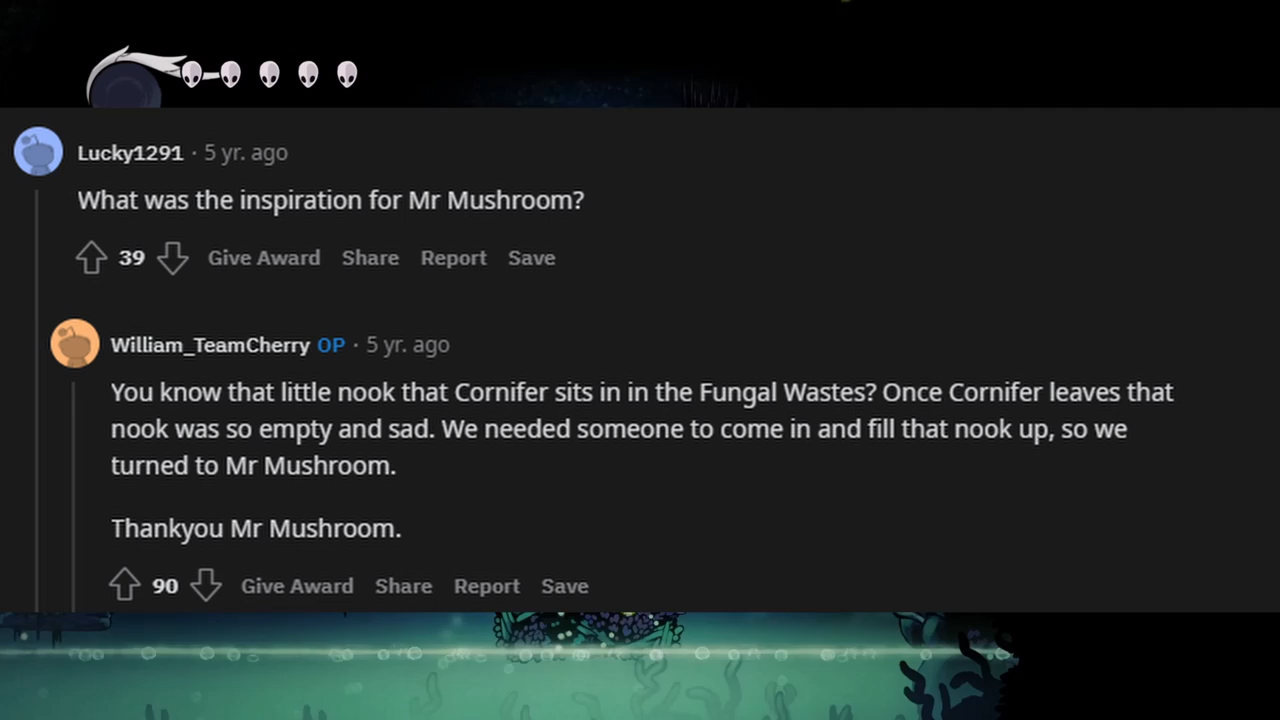 Lucky1291 · 5 yr. ago
What was the inspiration for Mr Mushroom?
39 Give Award Share Report Save
William_TeamCherry OP · 5 yr. ago
You know that little nook that Cornifer sits in in the Fungal Wastes? Once Cornifer leaves that
nook was so empty and sad. We needed someone to come in and fill that nook up, so we
turned to Mr Mushroom.
Thankyou Mr Mushroom.
90 Give Award Share Report Save